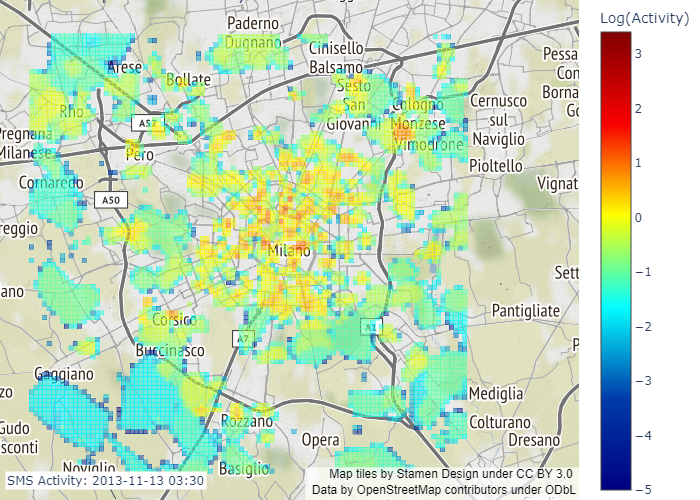 Log(Activity)
3
2
1
0
−1
−2
−3
−4
−5
Paderno
Dugnano
Cinisello
Balsamo
Arese
Bollate
Sesto
San
Giovanni
Cologno
Monzese
Vimodrone
Cernusco
sul
Naviglio
Pioltello
Pessa
Con
Borna
Go
Rho
A52
Pregnana
Milanese
Pero
Cornaredo
A50
Vignat
reggio
Milano
Sett
ano
Corsico
A7
A1
Pantigliate
P
Buccinasco
Gaggiano
zo
Gudo
sconti
Mediglia
Colturano
Dresano
Rozzano
Opera
Noviglio
Basiglio
SMS Activity: 2013-11-13 03:30
Map tiles by Stamen Design under CC BY 3.0
Data by OpenStreetMap contributors under ODbL